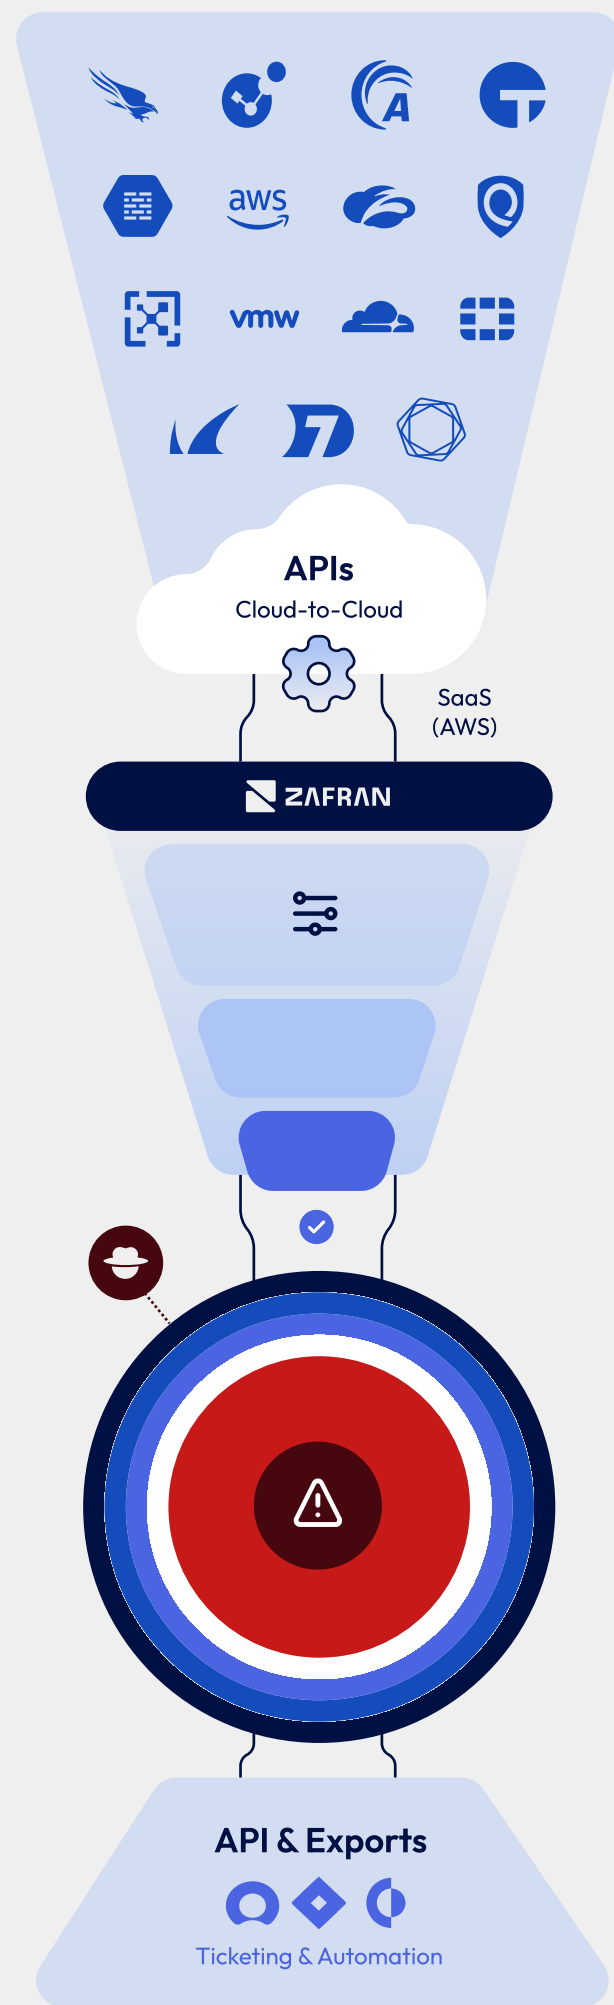 A
aws
vmw
APIs
Cloud-to-Cloud
SaaS
(AWS)
ZAFRAN
API & Exports
Ticketing & Automation